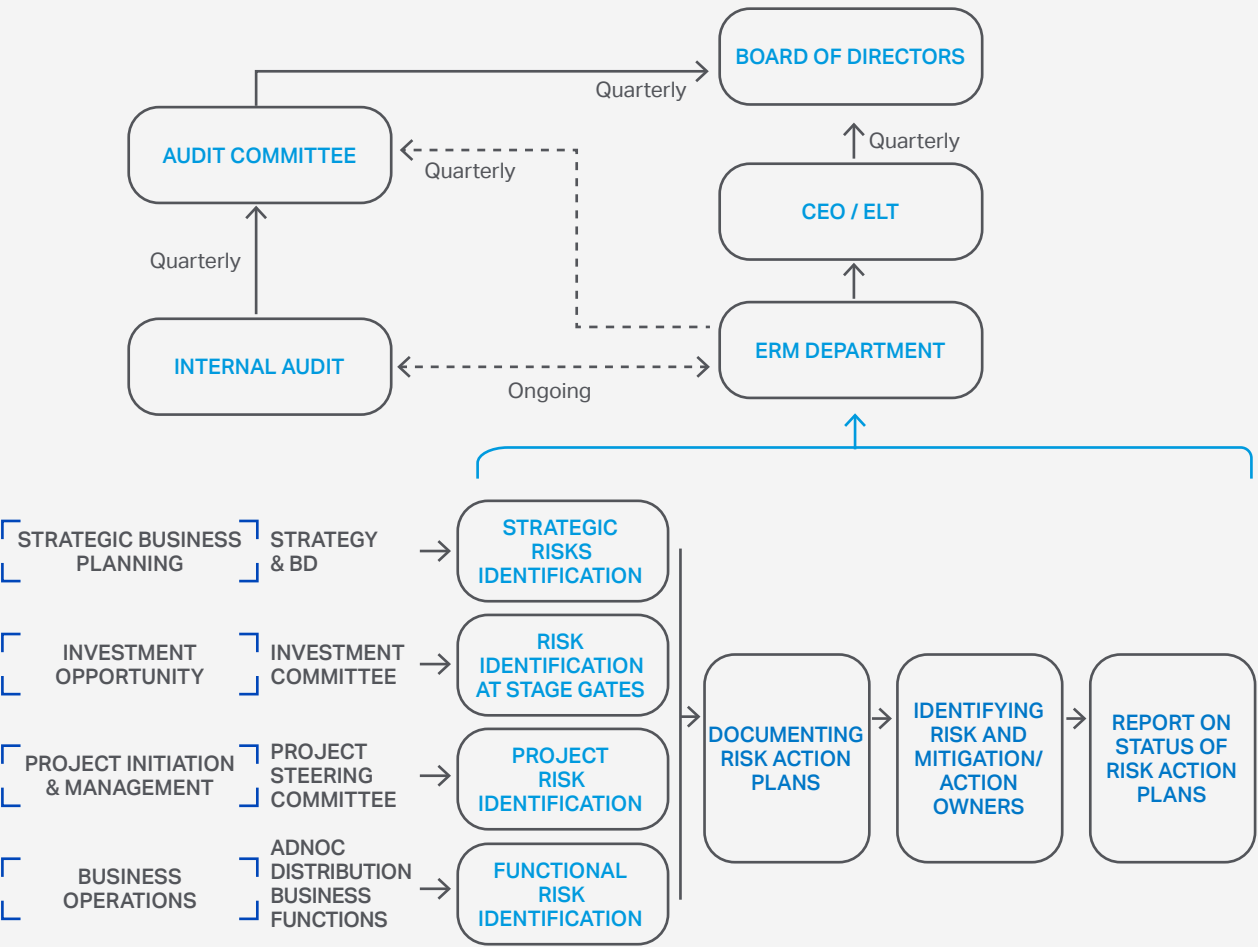 BOARD OF DIRECTORS
Quarterly
AUDIT COMMITTEE
Quarterly
Quarterly
CEO / ELT
Quarterly
INTERNAL AUDIT
ERM DEPARTMENT
Ongoing
STRATEGIC BUSINESS
PLANNING
STRATEGY
& BD
STRATEGIC
RISKS
IDENTIFICATION
INVESTMENT
OPPORTUNITY
INVESTMENT
COMMITTEE
RISK
IDENTIFICATION
AT STAGE GATES
PROJECT INITIATION
& MANAGEMENT
PROJECT
STEERING
COMMITTEE
PROJECT
RISK
IDENTIFICATION
BUSINESS
OPERATIONS
ADNOC
DISTRIBUTION
BUSINESS
FUNCTIONS
FUNCTIONAL
RISK
IDENTIFICATION
DOCUMENTING
RISK ACTION
PLANS
IDENTIFYING
RISK AND
MITIGATION/
ACTION
OWNERS
REPORT ON
STATUS OF
RISK ACTION
PLANS